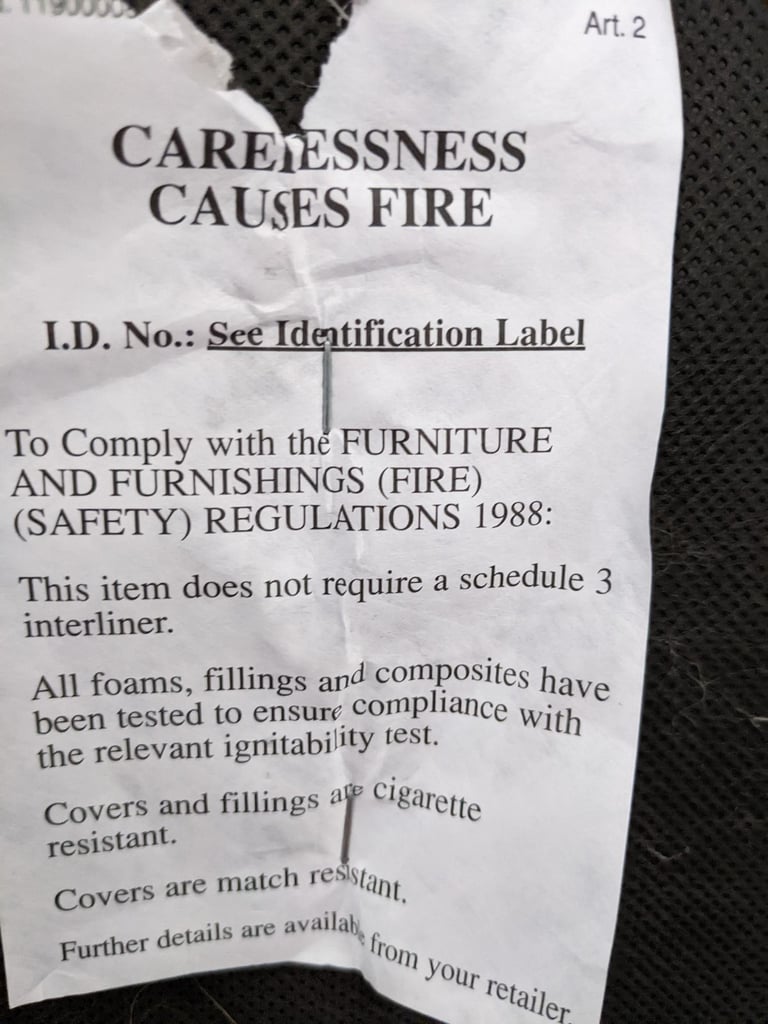 Art. 2
CARELESSNESS
CAUSES FIRE
I.D. No.: See Identification Label
To Comply with the FURNITURE
AND FURNISHINGS (FIRE)
(SAFETY) REGULATIONS 1988:
This item does not require a schedule 3
interliner.
All foams, fillings and composites have
been tested to ensure compliance with
the relevant ignitability test.
Covers and fillings are cigarette
resistant.
Covers are match resistant.
Further details are available from your retailer.